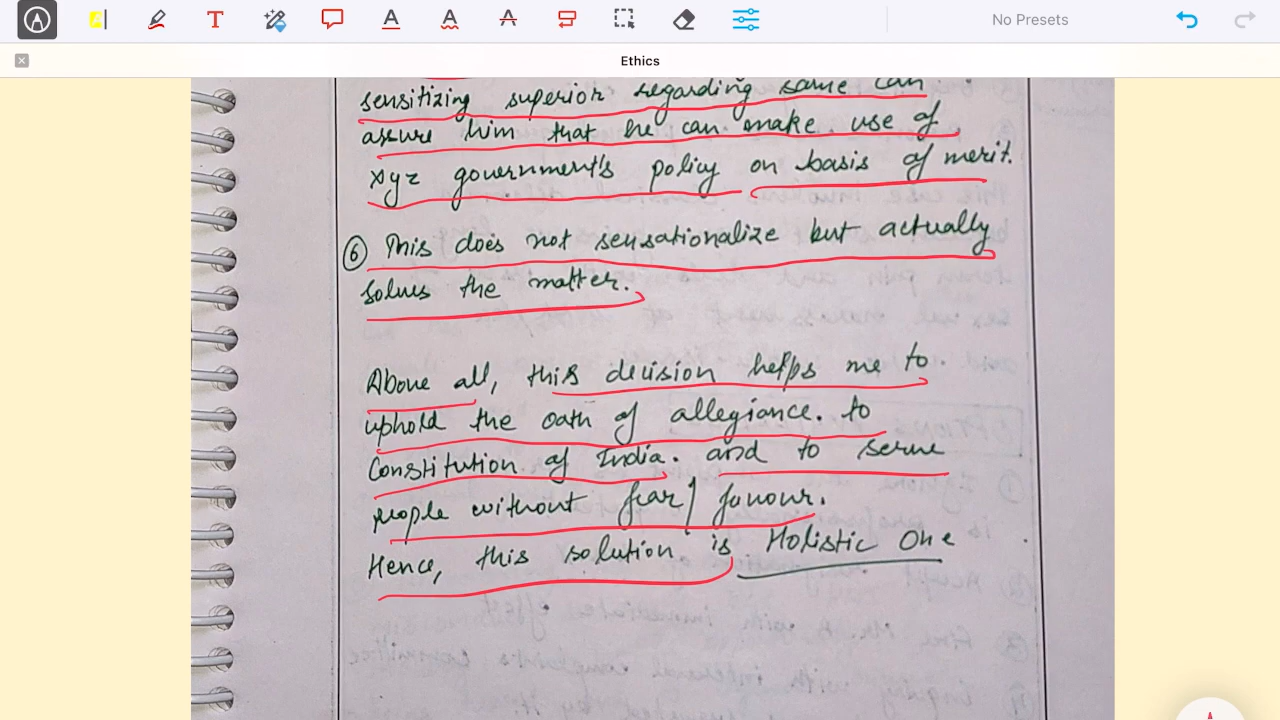 No Presets
Ethics
sensitizing superior regarding same can
assure him that he can make use of
xyz government's policy on basis of merit.
⑥ This does not sensationalize but actually
solves the matter.
Above all, this decision helps me to
uphold the oath of allegiance. to
Constitution of India. and to serve
people without fear/ favour.
Hence, this solution is Holistic One